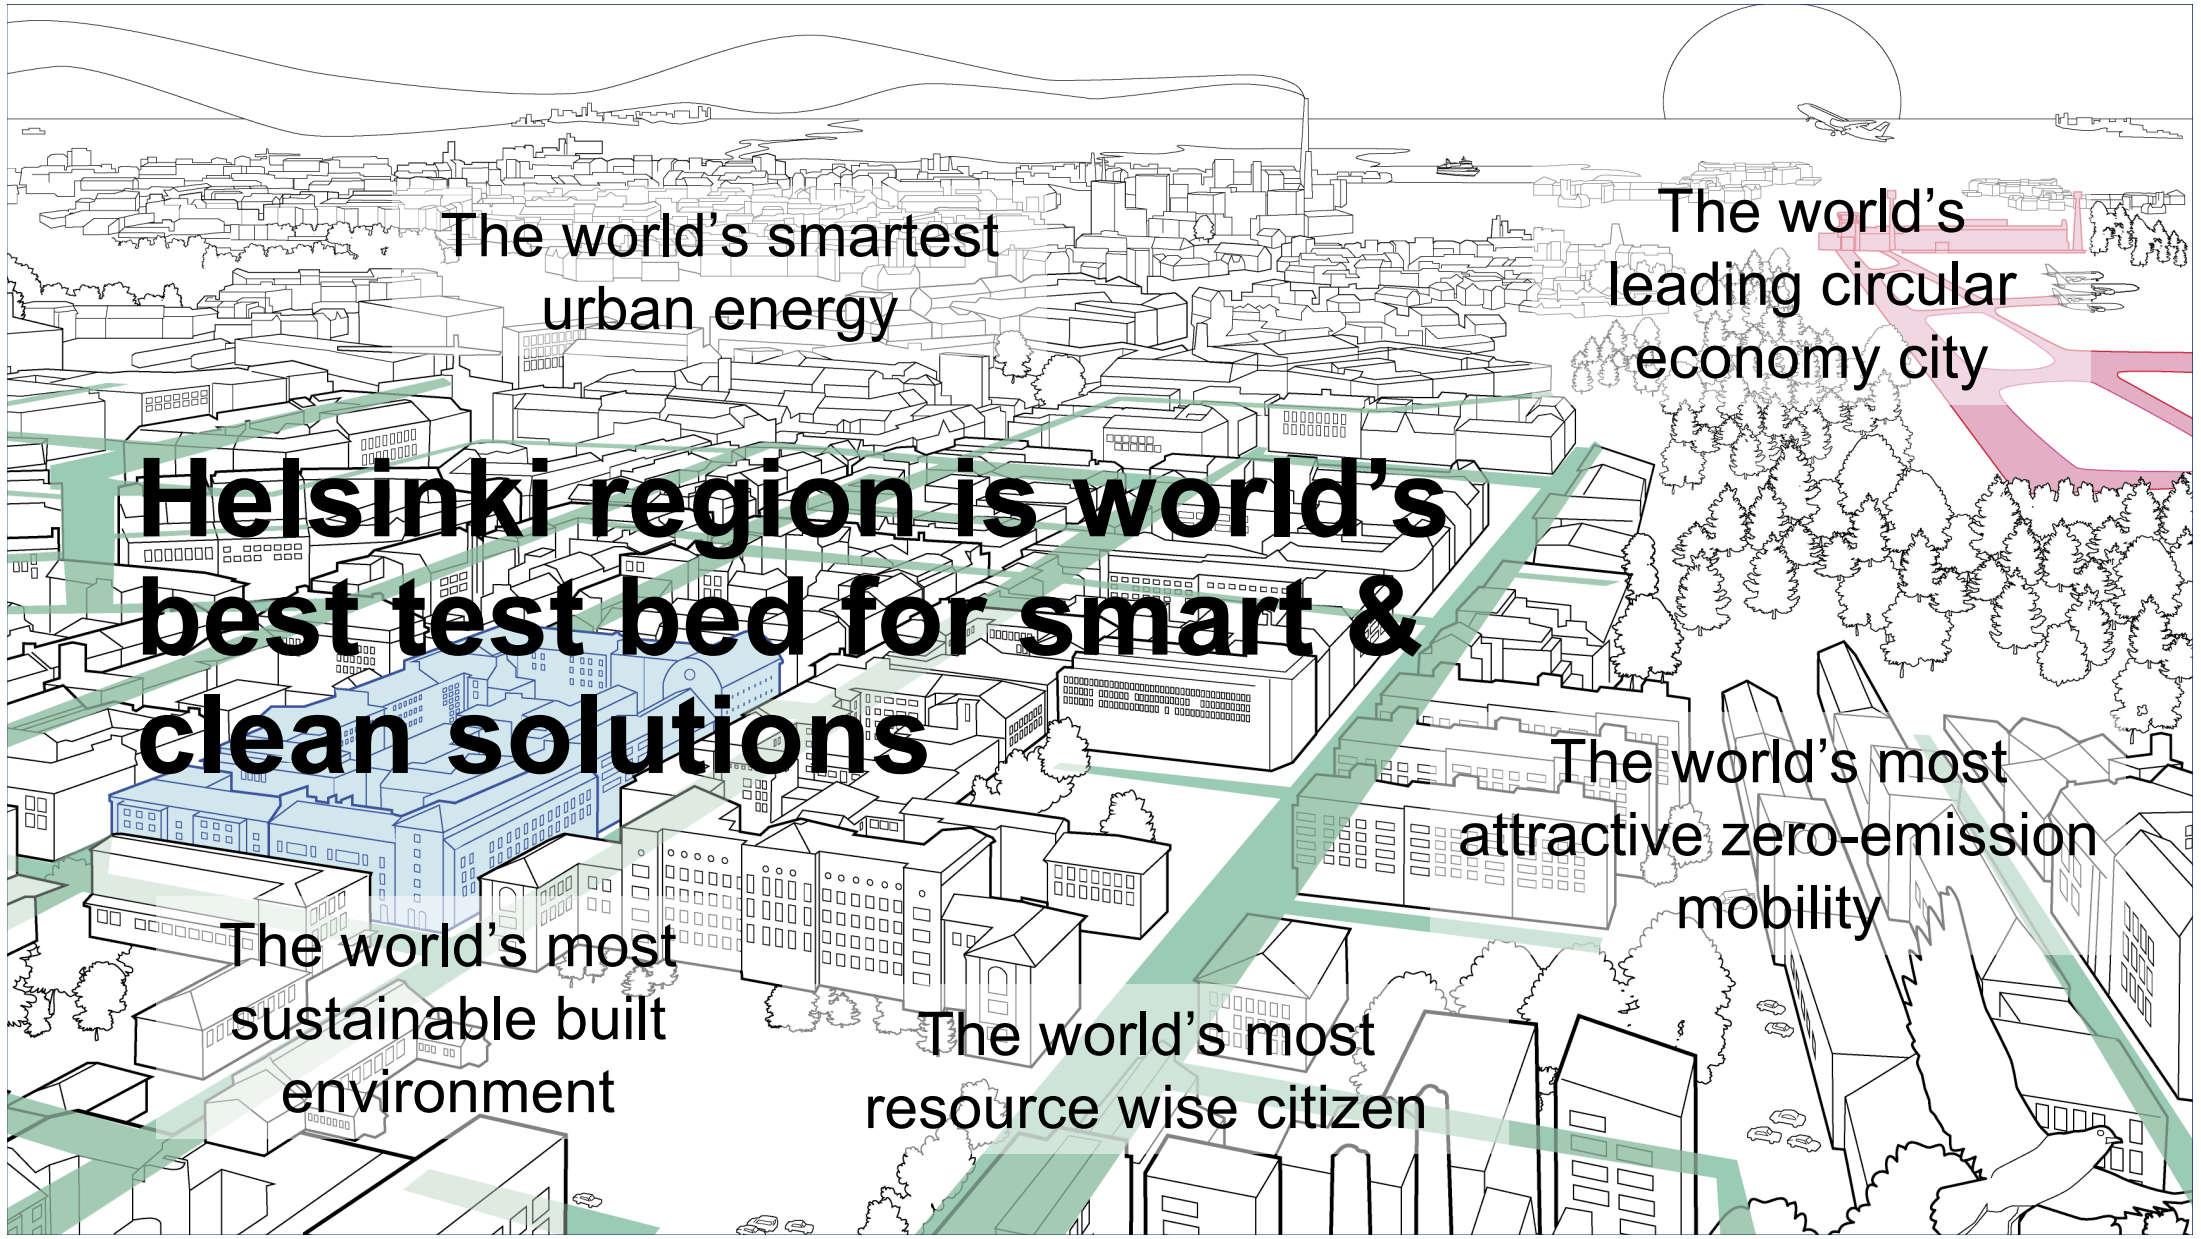 The world's smartest
urban energy
The world's
leading circular
economy city
Helsinki region is world's
best test bed for smart &
clean solutions
The world's most
attractive zero-emission
mobility
The world's most
sustainable built
environment
The world's most
resource wise citizen